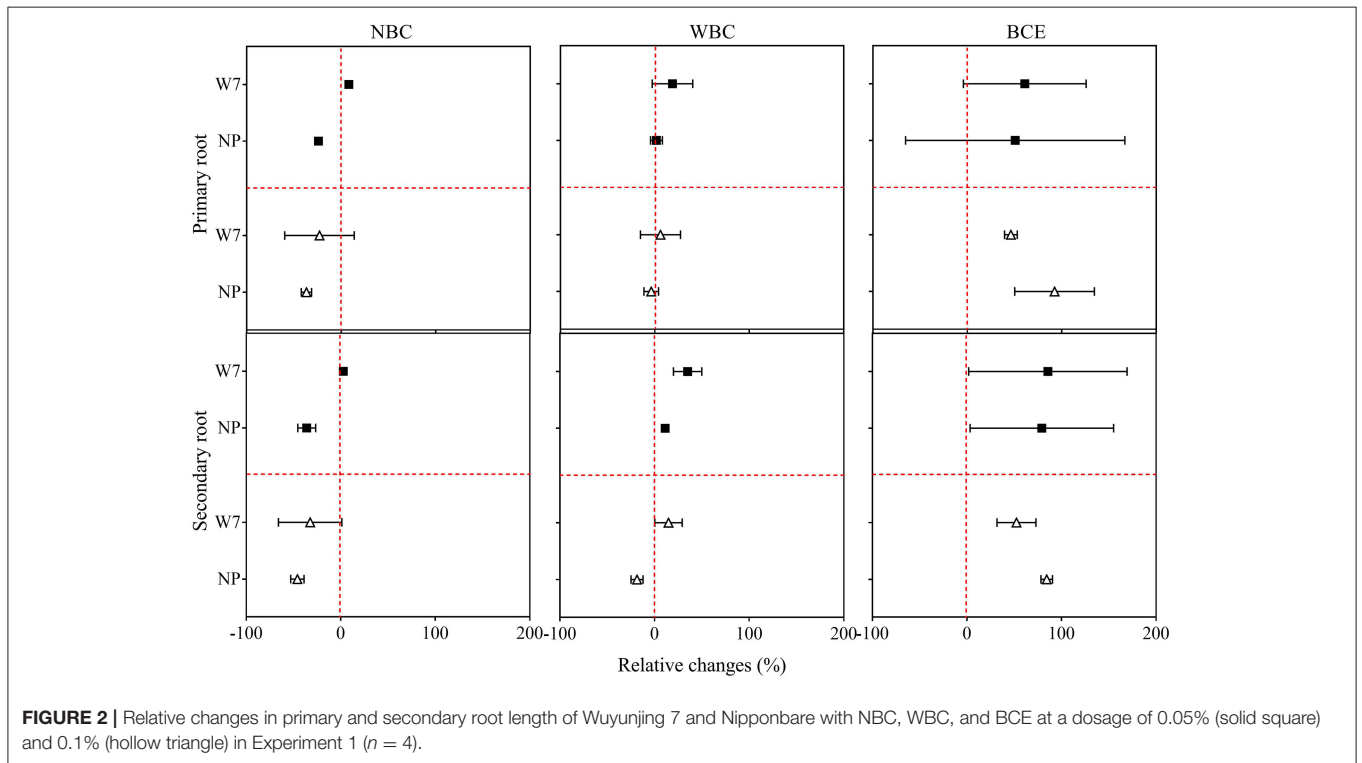 NBC WBC BCE
Primary root
W7
NP
W7
NP
Secondary root
W7
NP
W7
NP
-100 0 100 200 -100 0 100 200 -100 0 100 200
Relative changes (%)
FIGURE 2 | Relative changes in primary and secondary root length of Wuyunjing 7 and Nipponbare with NBC, WBC, and BCE at a dosage of 0.05% (solid square)
and 0.1% (hollow triangle) in Experiment 1 (n = 4).